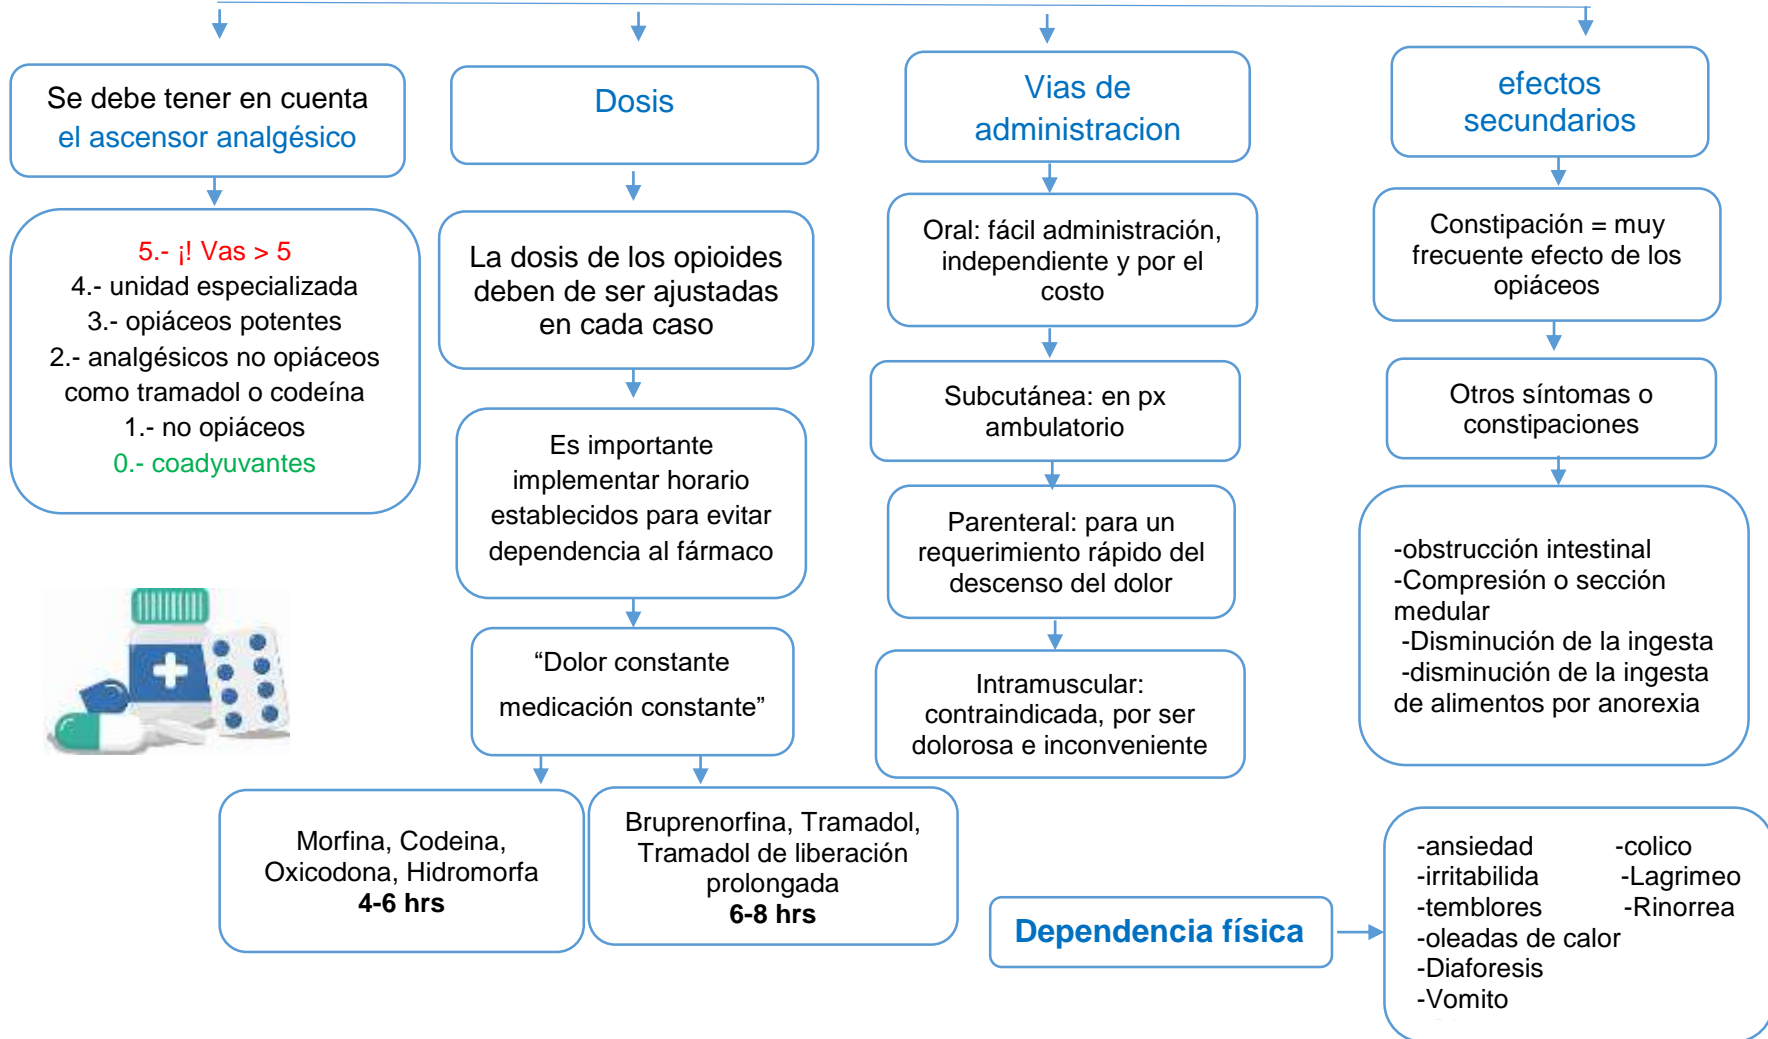 Se debe tener en cuenta
el ascensor analgésico
5.- ¡! Vas > 5
4.- unidad especializada
3.- opiáceos potentes
2.- analgésicos no opiáceos
como tramadol o codeína
1.- no opiáceos
0.- coadyuvantes
Dosis
La dosis de los opioides
deben de ser ajustadas
en cada caso
Es importante
implementar horario
establecidos para evitar
dependencia al fármaco
“Dolor constante
medicación constante”
Morfina, Codeina,
Oxicodona, Hidromorfa
4-6 hrs
Bruprenorfina, Tramadol,
Tramadol de liberación
prolongada
6-8 hrs
Vias de
administracion
Oral: fácil administración,
independiente y por el
costo
Subcutánea: en px
ambulatorio
Parenteral: para un
requerimiento rápido del
descenso del dolor
Intramuscular:
contraindicada, por ser
dolorosa e inconveniente
efectos
secundarios
Constipación = muy
frecuente efecto de los
opiáceos
Otros síntomas o
constipaciones
-obstrucción intestinal
-Compresión o sección
medular
-Disminución de la ingesta
-disminución de la ingesta
de alimentos por anorexia
Dependencia física
-ansiedad -colico
-irritabilida -Lagrimeo
-temblores -Rinorrea
-oleadas de calor
-Diaforesis
-Vomito